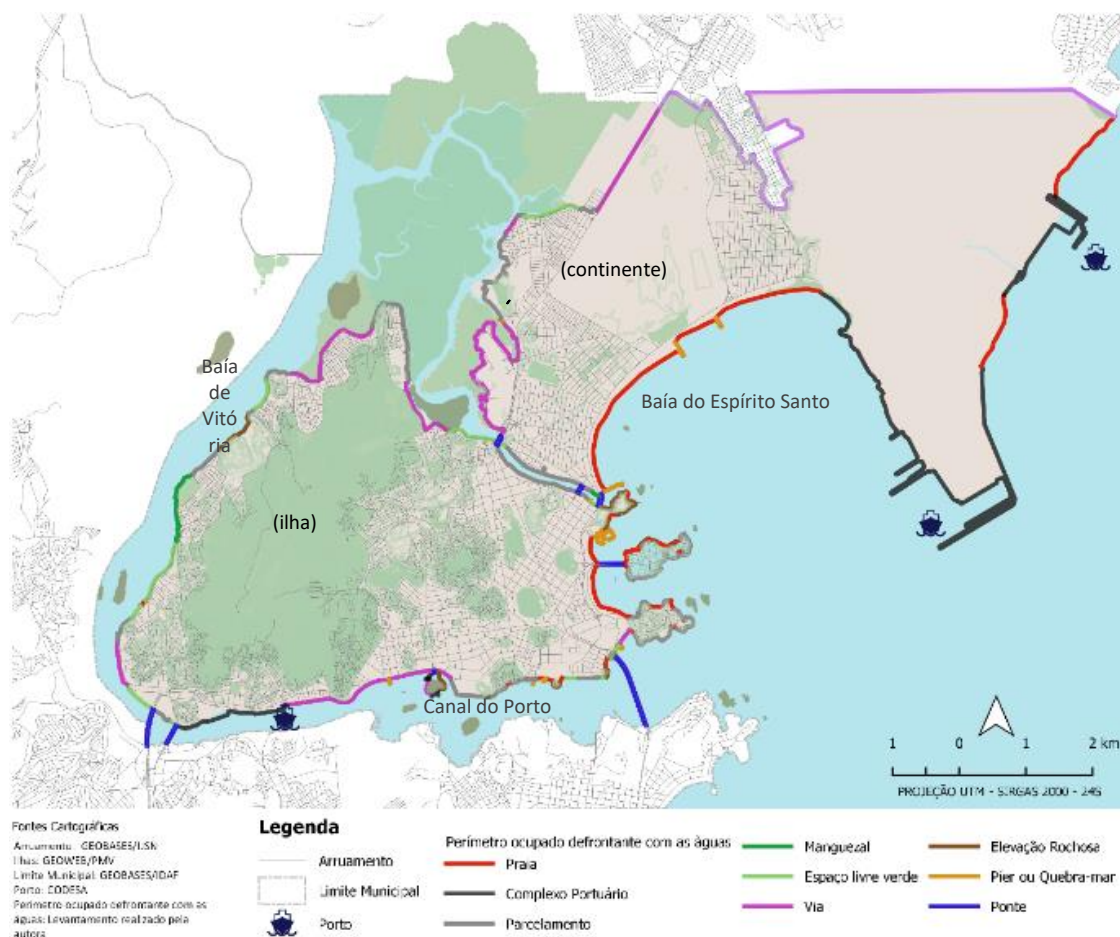 (continente)
Baía
de
Vitó
ria
Baía do Espírito Santo
(ilha)
Canal do Porto
1 0 1 2 km
PROJEÇÃO UTM - SIRGAS 2000 - 24S
Fontes Cartográficas
Arruamento: GEOBASES/IJSN
Ilhas: GEOWEB/PMV
Limite Municipal: GEOBASES/IDAF
Porto: CODESA
Perímetro ocupado defrontante com as
águas: Levantamento realizado pela
autora
Legenda
Arruamento
Limite Municipal
Porto
Perímetro ocupado defrontante com as águas
Praia
Complexo Portuário
Parcelamento
Manguezal
Espaço livre verde
Via
Elevação Rochosa
Pier ou Quebra-mar
Ponte